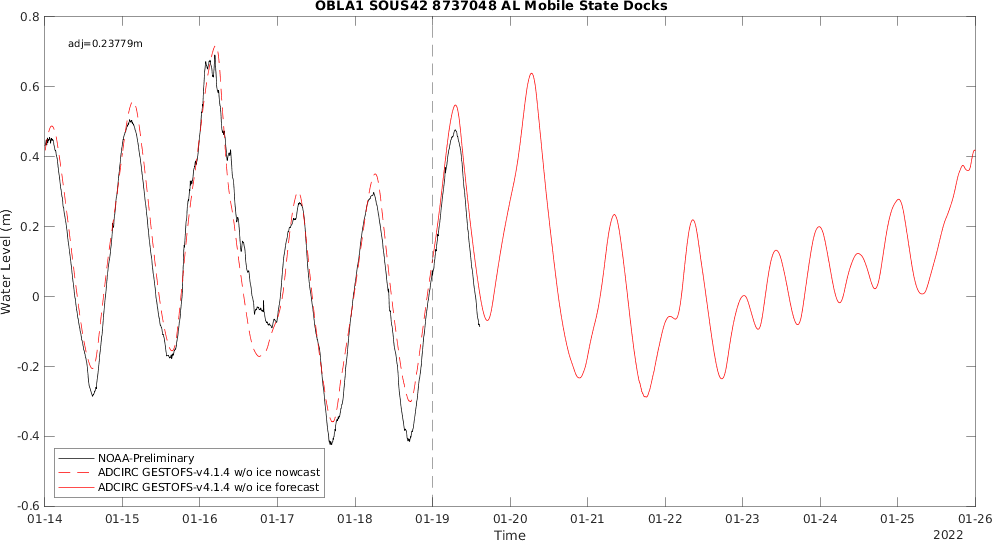 OBLA1 SOUS42 8737048 AL Mobile State Docks
adj=0.23779m
0.8
0.6
0.4
0.2
0
-0.2
-0.4
-0.6
Water Level (m)
NOAA-Preliminary
ADCIRC GESTOFS-v4.1.4 w/o ice nowcast
ADCIRC GESTOFS-v4.1.4 w/o ice forecast
01-14 01-15 01-16 01-17 01-18 01-19 01-20 01-21 01-22 01-23 01-24 01-25 01-26
Time
2022